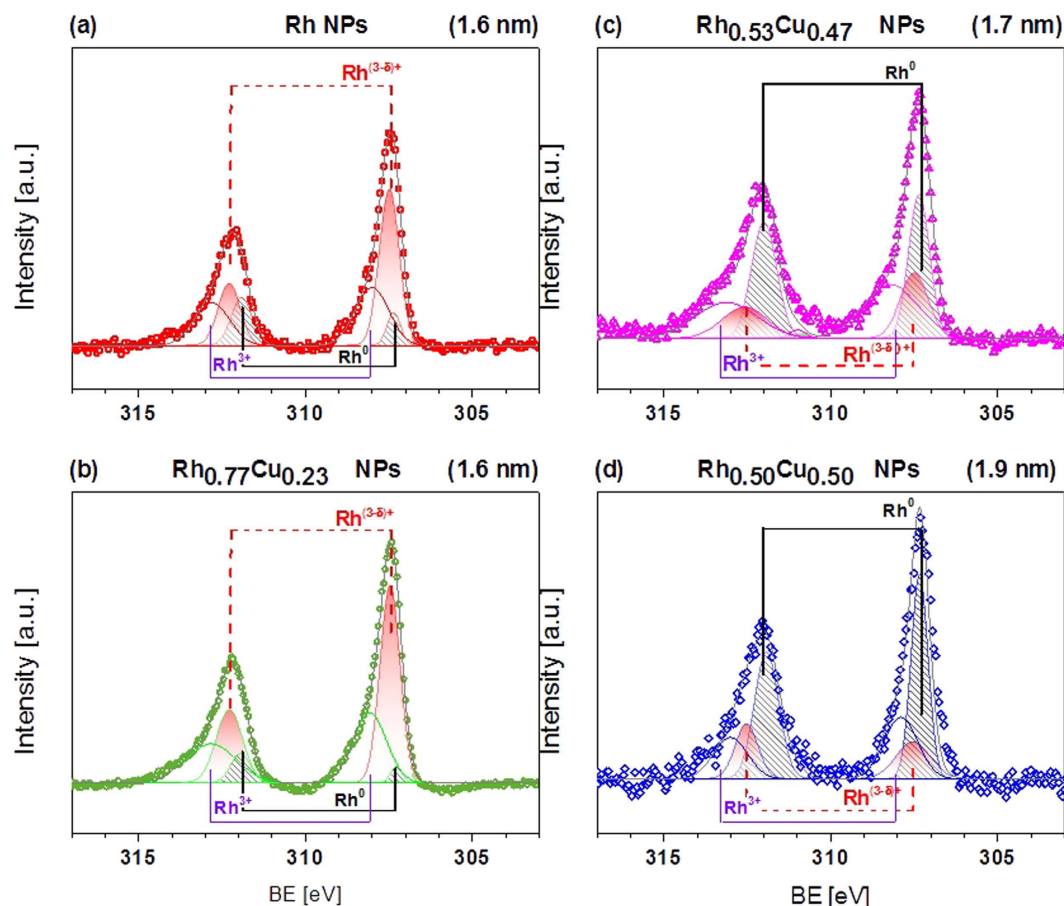 (a) Rh NPs (1.6 nm)
Rh(3-δ)+
Rh3+
Rh0
Intensity [a.u.]
315 310 305
(c) Rh0.53Cu0.47 NPs (1.7 nm)
Rh0
Rh3+
Rh(3-δ)+
Intensity [a.u.]
315 310 305
(b) Rh0.77Cu0.23 NPs (1.6 nm)
Rh(3-δ)+
Rh3+
Rh0
Intensity [a.u.]
315 310 305
BE [eV]
(d) Rh0.50Cu0.50 NPs (1.9 nm)
Rh0
Rh3+
Rh(3-δ)+
Intensity [a.u.]
315 310 305
BE [eV]